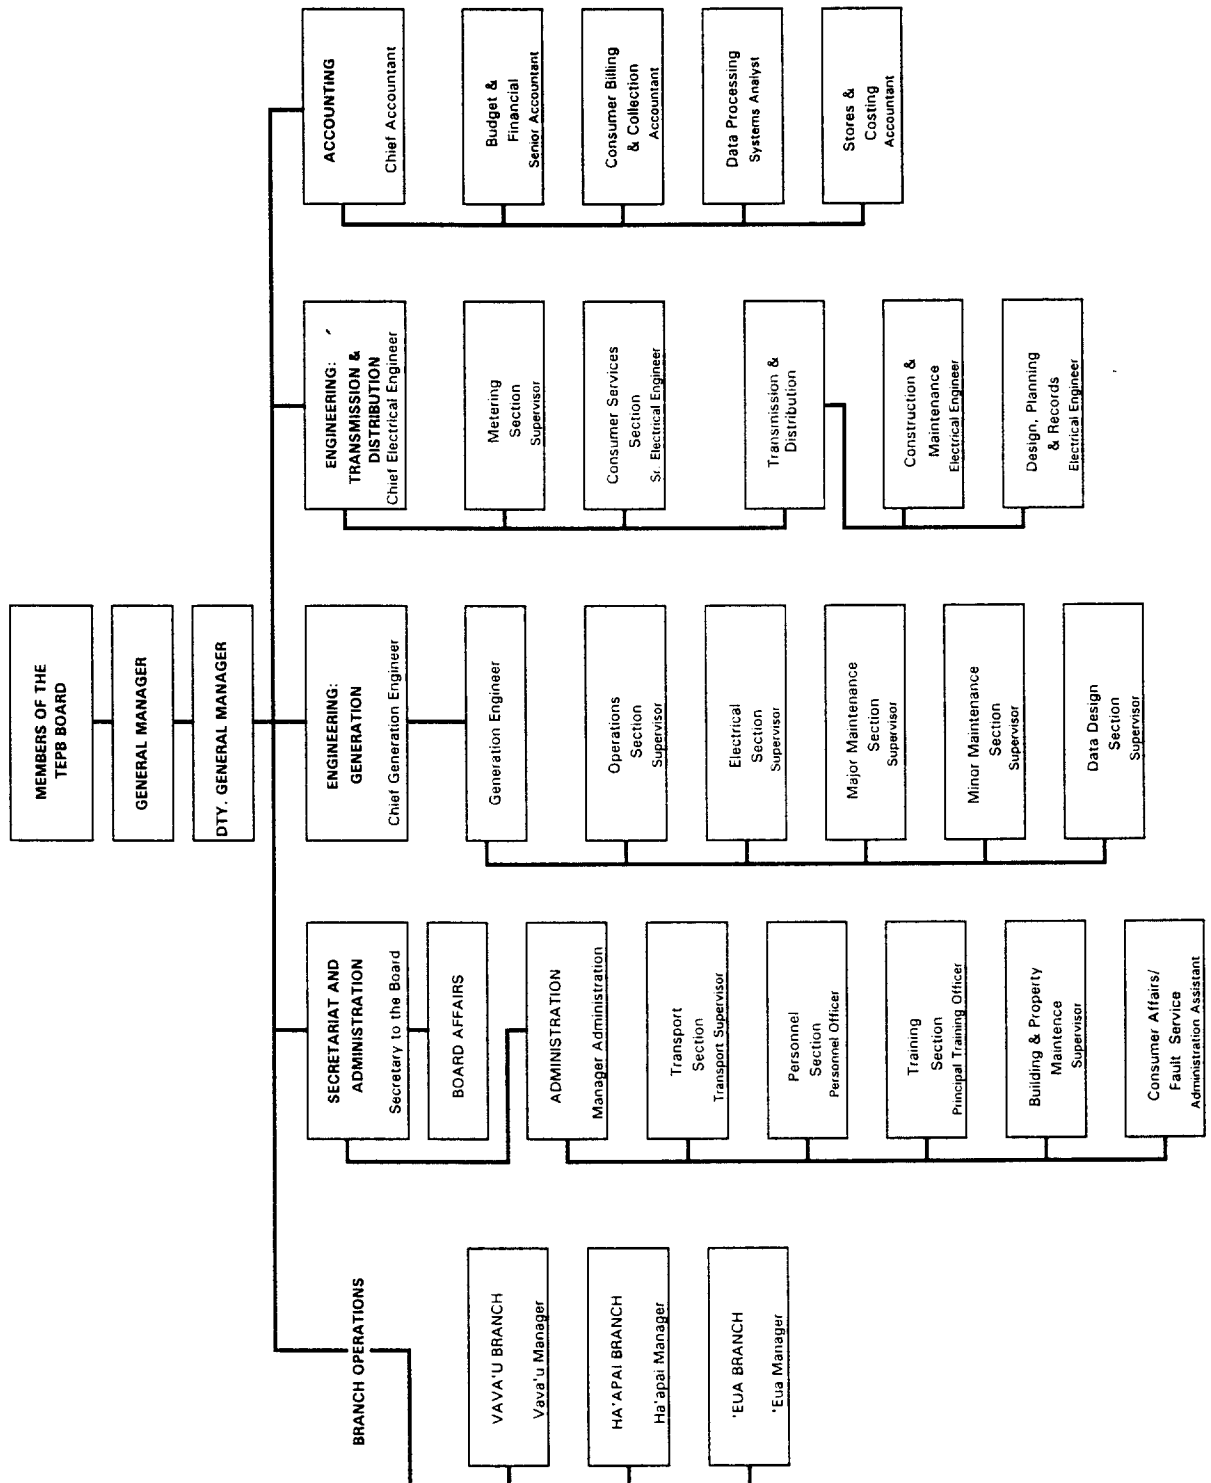 MEMBERS OF THE
TEPB BOARD
GENERAL MANAGER
DTY. GENERAL MANAGER
BRANCH OPERATIONS
VAVA'U BRANCH
Vava'u Manager
HA'APAI BRANCH
Ha'apai Manager
'EUA BRANCH
'Eua Manager
SECRETARIAT AND
ADMINISTRATION
Secretary to the Board
BOARD AFFAIRS
ADMINISTRATION
Manager Administration
Transport
Section
Transport Supervisor
Personnel
Section
Personnel Officer
Training
Section
Principal Training Officer
Building & Property
Maintence
Supervisor
Consumer Affairs/
Fault Service
Administration Assistant
ENGINEERING:
GENERATION
Chief Generation Engineer
Generation Engineer
Operations
Section
Supervisor
Electrical
Section
Supervisor
Major Maintenance
Section
Supervisor
Minor Maintenance
Section
Supervisor
Data Design
Section
Supervisor
ENGINEERING:
TRANSMISSION &
DISTRIBUTION
Chief Electrical Engineer
Metering
Section
Supervisor
Consumer Services
Section
Sr. Electrical Engineer
Transmission &
Distribution
Construction &
Maintenance
Electrical Engineer
Design, Planning
& Records
Electrical Engineer
ACCOUNTING
Chief Accountant
Budget &
Financial
Senior Accountant
Consumer Billing
& Collection
Accountant
Data Processing
Systems Analyst
Stores &
Costing
Accountant